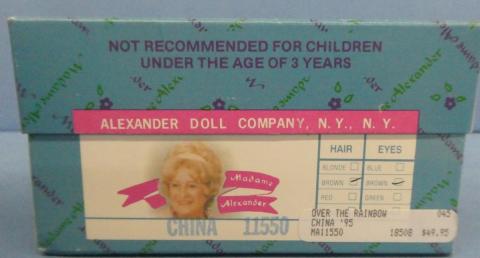 NOT RECOMMENDED FOR CHILDREN
UNDER THE AGE OF 3 YEARS
ALEXANDER DOLL COMPANY, N.Y., N.Y.
HAIR EYES
BLONDE BLUE
BROWN BROWN
RED GREEN
Madame
Alexander
CHINA 11550
OVER THE RAINBOW 045
CHINA '95
MA11550 18508 $49.95